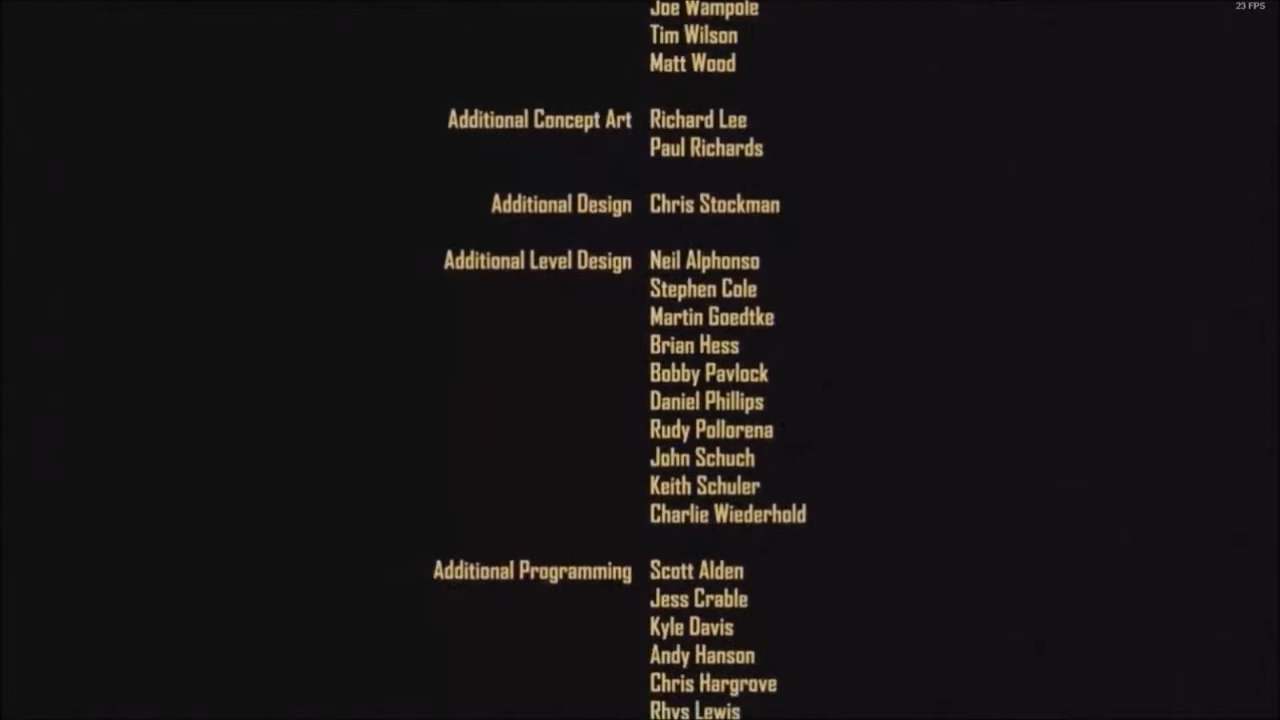 23 FPS
Joe Wampole
Tim Wilson
Matt Wood
Additional Concept Art Richard Lee
Paul Richards
Additional Design Chris Stockman
Additional Level Design Neil Alphonso
Stephen Cole
Martin Goedtke
Brian Hess
Bobby Pavlock
Daniel Phillips
Rudy Pollorena
John Schuch
Keith Schuler
Charlie Wiederhold
Additional Programming Scott Alden
Jess Crable
Kyle Davis
Andy Hanson
Chris Hargrove
Rhys Lewis